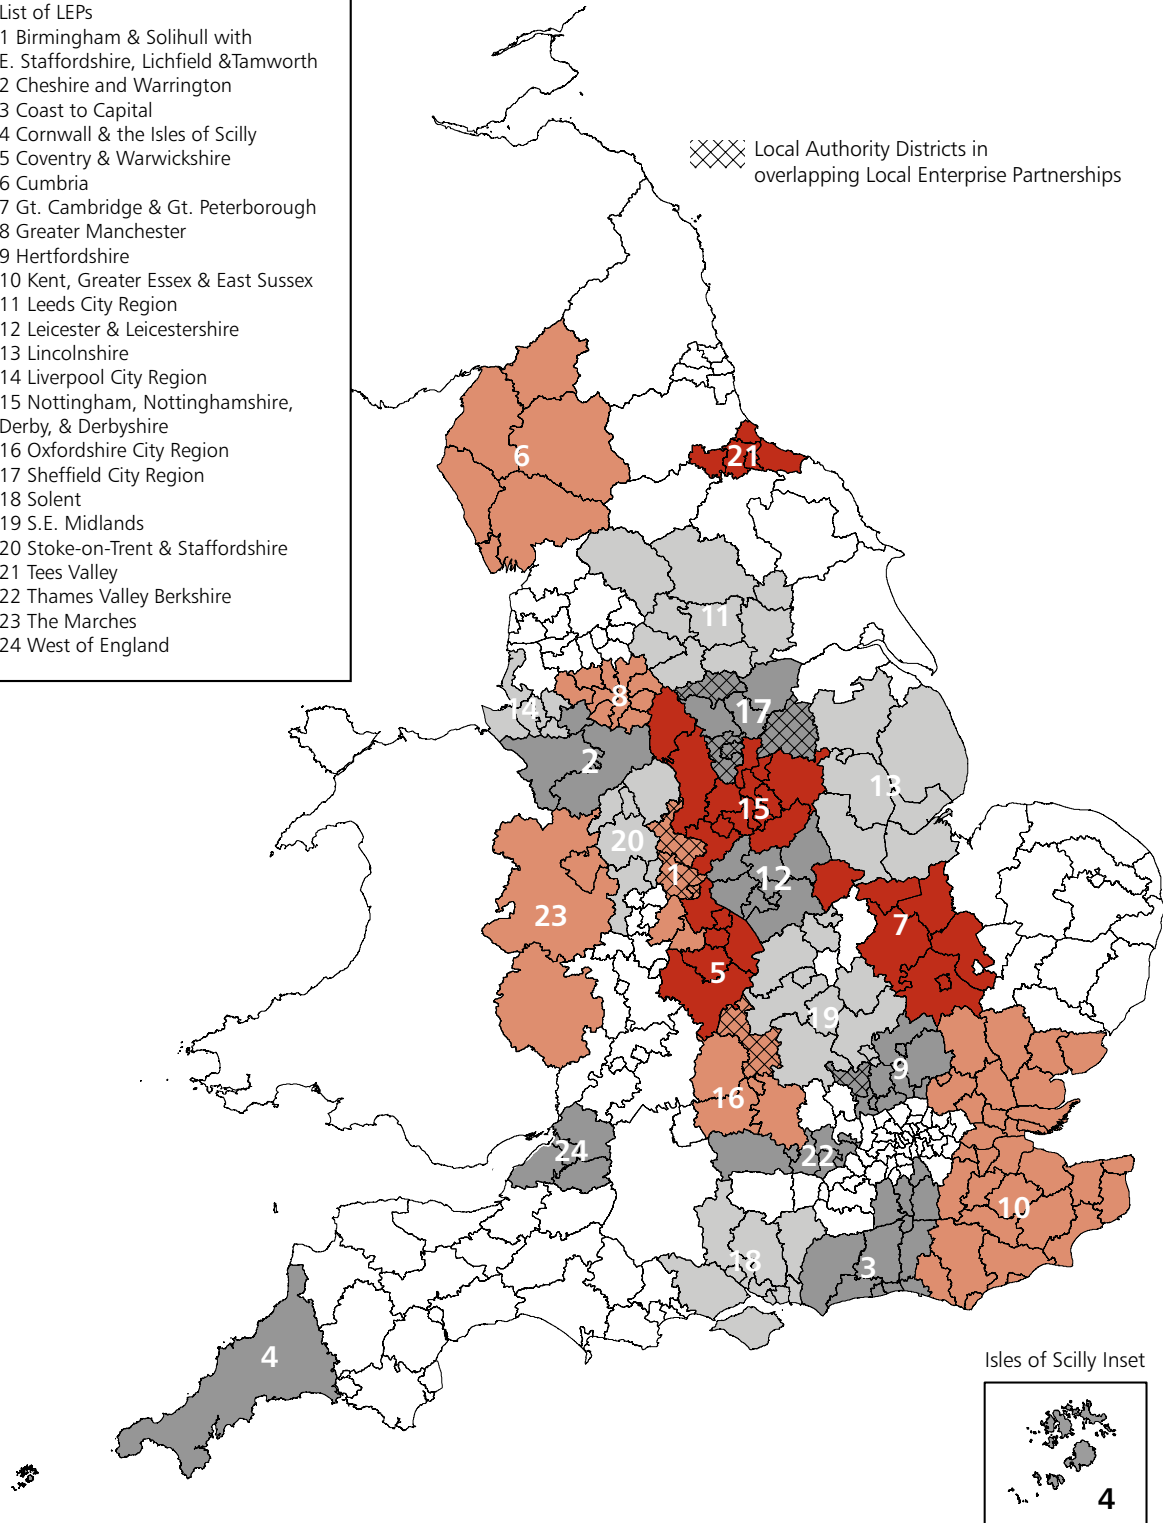 List of LEPs
1 Birmingham & Solihull with
E. Staffordshire, Lichfield &Tamworth
2 Cheshire and Warrington
3 Coast to Capital
4 Cornwall & the Isles of Scilly
5 Coventry & Warwickshire
6 Cumbria
7 Gt. Cambridge & Gt. Peterborough
8 Greater Manchester
9 Hertfordshire
10 Kent, Greater Essex & East Sussex
11 Leeds City Region
12 Leicester & Leicestershire
13 Lincolnshire
14 Liverpool City Region
15 Nottingham, Nottinghamshire,
Derby, & Derbyshire
16 Oxfordshire City Region
17 Sheffield City Region
18 Solent
19 S.E. Midlands
20 Stoke-on-Trent & Staffordshire
21 Tees Valley
22 Thames Valley Berkshire
23 The Marches
24 West of England
Local Authority Districts in
overlapping Local Enterprise Partnerships
6
21
11
8
14
17
2
13
15
20
1
12
23
7
5
19
9
16
24
22
10
18
3
4
Isles of Scilly Inset
4